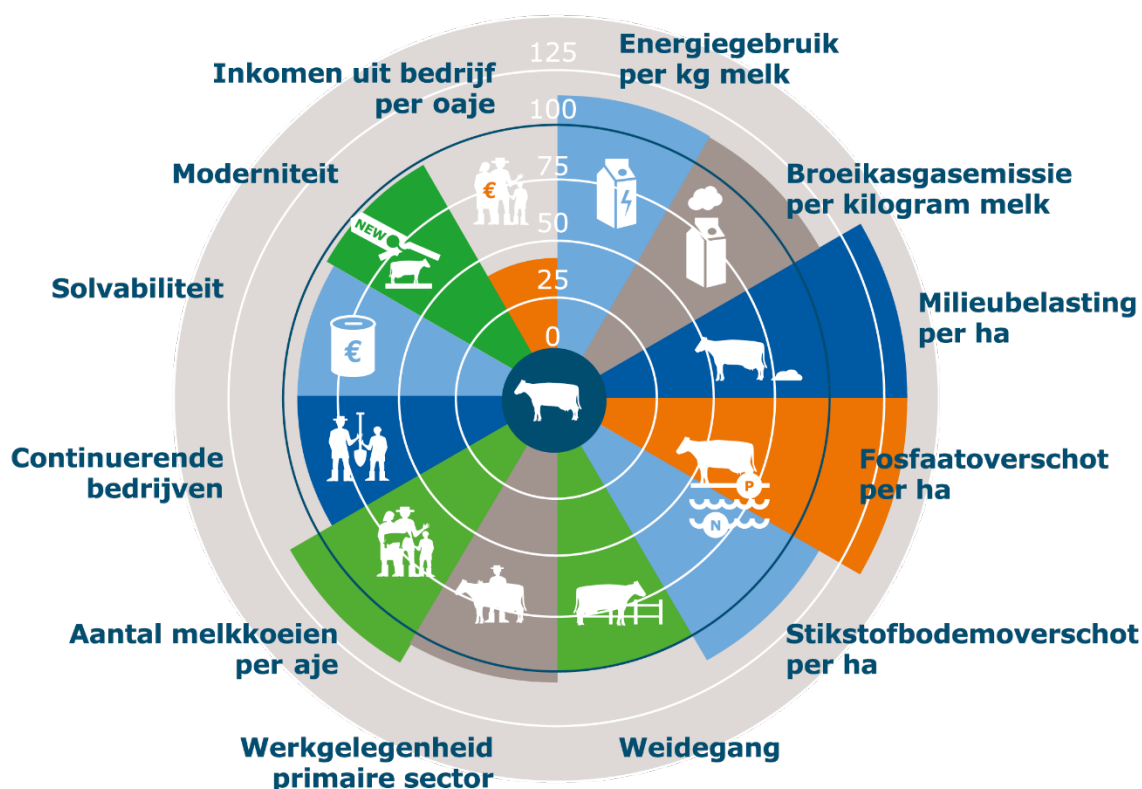 125
100
75
50
25
0
Energiegebruik
per kg melk
Broeikasgasemissie
per kilogram melk
Milieubelasting
per ha
Fosfaatoverschot
per ha
P
N
Stikstofbodemoverschot
per ha
Weidegang
Werkgelegenheid
primaire sector
Aantal melkkoeien
per aje
Continuerende
bedrijven
Solvabiliteit
€
Moderniteit
NEW
Inkomen uit bedrijf
per oaje
€